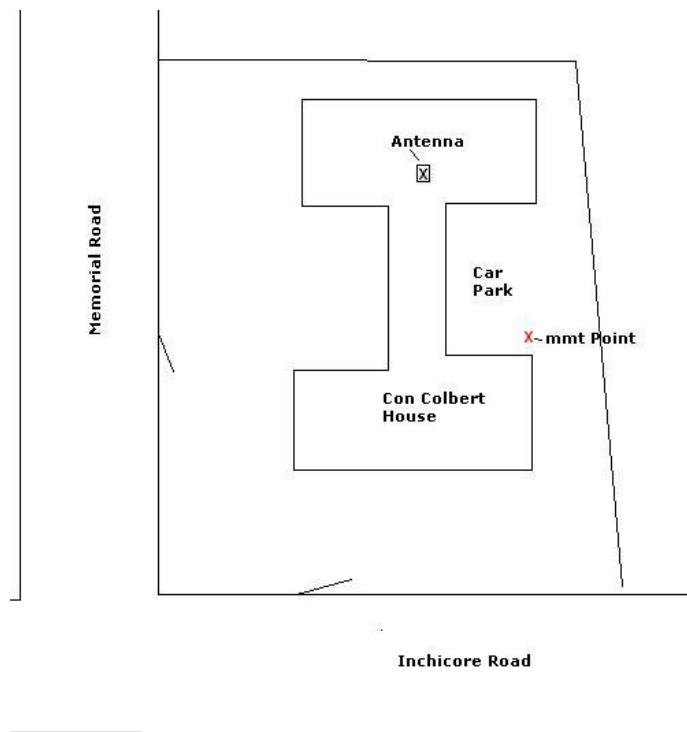 Antenna
X
Memorial Road
Car
Park
X~mmt Point
Con Colbert
House
Inchicore Road